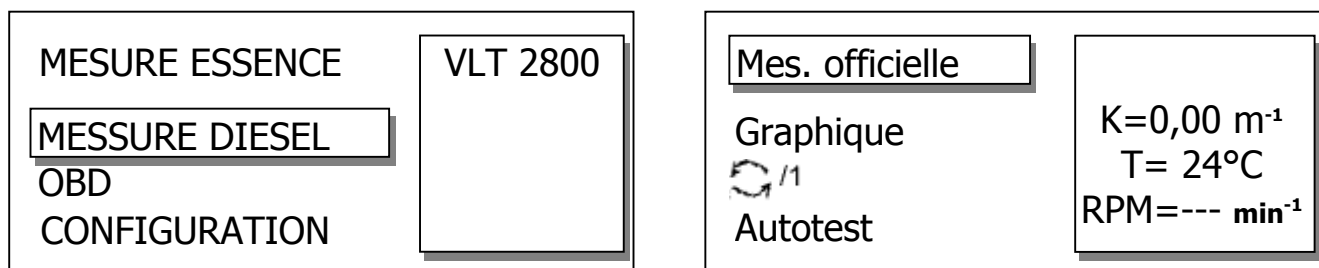 MESURE ESSENCE
MESSURE DIESEL
OBD
CONFIGURATION
VLT 2800
Mes. officielle
Graphique
/1
Autotest
K=0,00 m⁻¹
T= 24°C
RPM=--- min⁻¹